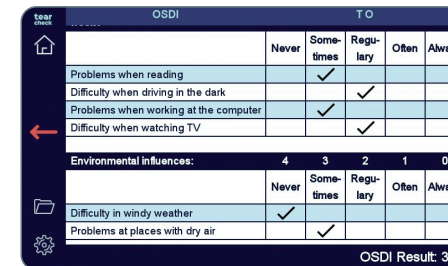 tear
check
OSDI
TO
Never
Some-
times
Regu-
lary
Often
Problems when reading
Difficulty when driving in the dark
Problems when working at the computer
Difficulty when watching TV
Environmental influences: 4 3 2 1 0
Never
Some-
times
Regu-
lary
Often
Difficulty in windy weather
Problems at places with dry air
OSDI Result: 3